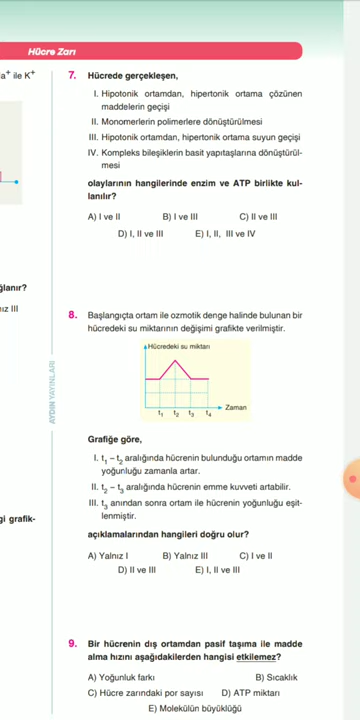 Hücre Zarı
a⁺ ile K⁺
ğlanır?
ız III
gi grafik-
AYDIN YAYINLARI
7. Hücrede gerçekleşen,
I. Hipotonik ortamdan, hipertonik ortama çözünen
maddelerin geçişi
II. Monomerlerin polimerlere dönüştürülmesi
III. Hipotonik ortamdan, hipertonik ortama suyun geçişi
IV. Kompleks bileşiklerin basit yapıtaşlarına dönüştürül-
mesi
olaylarının hangilerinde enzim ve ATP birlikte kul-
lanılır?
A) I ve II B) I ve III C) II ve III
D) I, II ve III E) I, II, III ve IV
8. Başlangıçta ortam ile ozmotik denge halinde bulunan bir
hücredeki su miktarının değişimi grafikte verilmiştir.
Hücredeki su miktarı
Zaman
t₁ t₂ t₃ t₄
Grafiğe göre,
I. t₁ – t₂ aralığında hücrenin bulunduğu ortamın madde
yoğunluğu zamanla artar.
II. t₂ – t₃ aralığında hücrenin emme kuvveti artabilir.
III. t₃ anından sonra ortam ile hücrenin yoğunluğu eşit-
lenmiştir.
açıklamalarından hangileri doğru olur?
A) Yalnız I B) Yalnız III C) I ve II
D) II ve III E) I, II ve III
9. Bir hücrenin dış ortamdan pasif taşıma ile madde
alma hızını aşağıdakilerden hangisi etkilemez?
A) Yoğunluk farkı B) Sıcaklık
C) Hücre zarındaki por sayısı D) ATP miktarı
E) Molekülün büyüklüğü